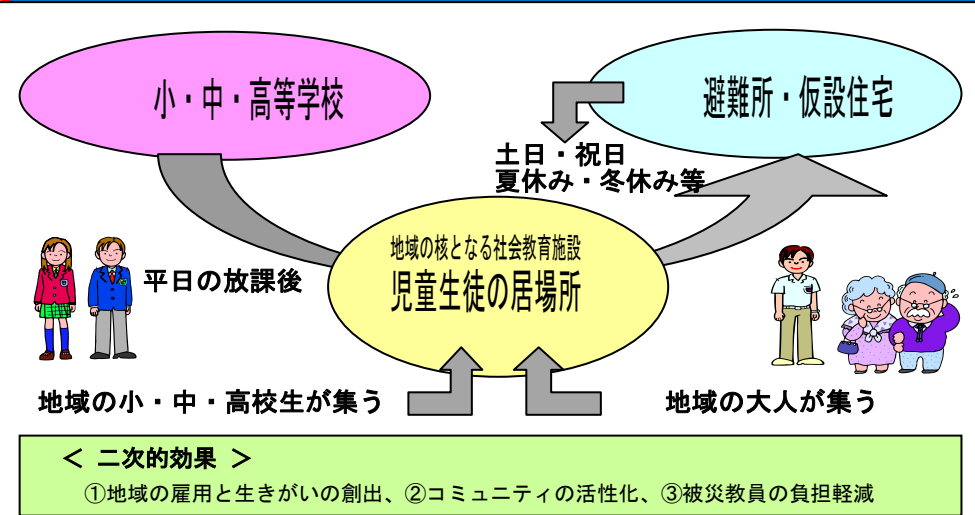 小・中・高等学校
避難所・仮設住宅
土日・祝日
夏休み・冬休み等
地域の核となる社会教育施設
児童生徒の居場所
平日の放課後
地域の小・中・高校生が集う
地域の大人が集う
＜ 二次的効果 ＞
①地域の雇用と生きがいの創出、②コミュニティの活性化、③被災教員の負担軽減